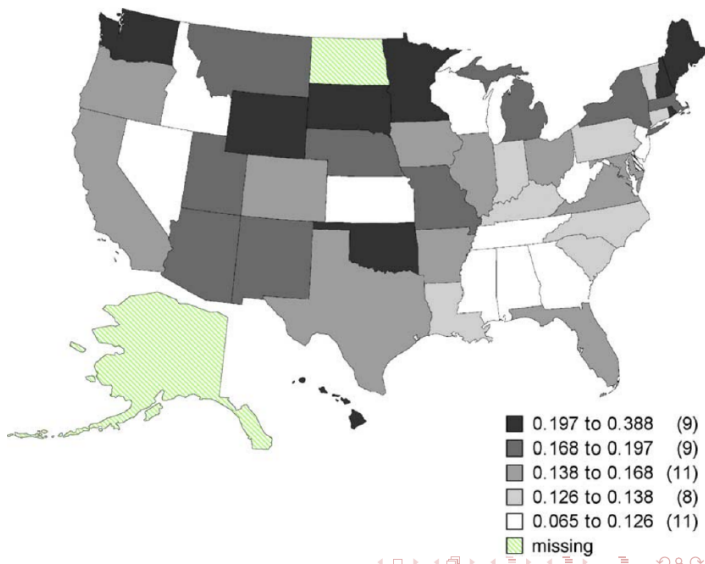 0.197 to 0.388 (9)
0.168 to 0.197 (9)
0.138 to 0.168 (11)
0.126 to 0.138 (8)
0.065 to 0.126 (11)
missing